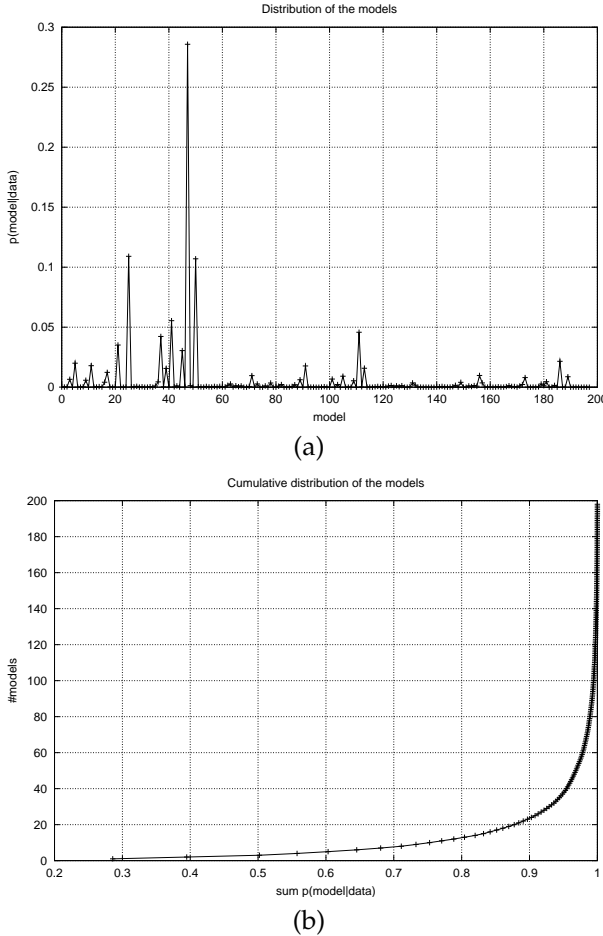 Distribution of the models
0.3
0.25
0.2
0.15
0.1
0.05
0
p(model|data)
0 20 40 60 80 100 120 140 160 180 200
model
(a)
Cumulative distribution of the models
200
180
160
140
120
100
80
60
40
20
0
#models
0.2 0.3 0.4 0.5 0.6 0.7 0.8 0.9 1
sum p(model|data)
(b)